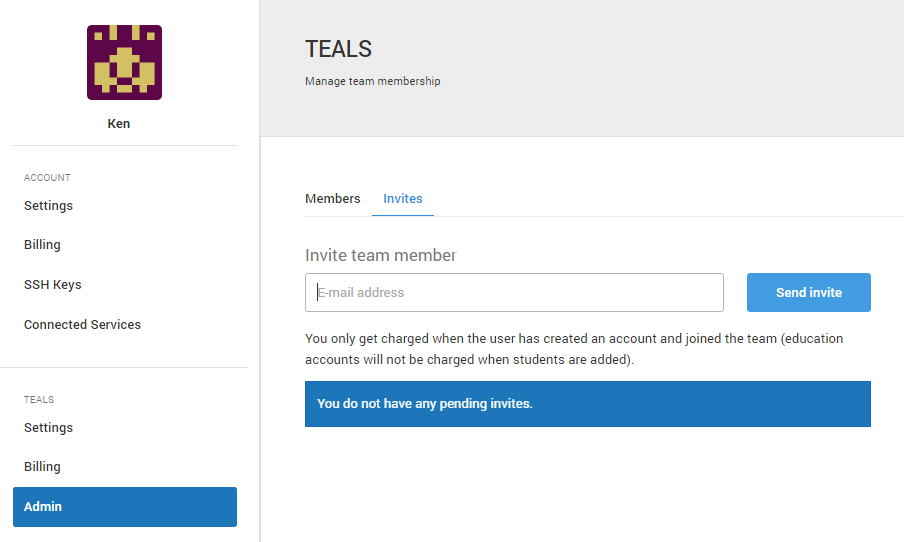 Ken
ACCOUNT
Settings
Billing
SSH Keys
Connected Services
TEALS
Settings
Billing
Admin
TEALS
Manage team membership
Members
Invites
Invite team member
E-mail address
Send invite
You only get charged when the user has created an account and joined the team (education
accounts will not be charged when students are added).
You do not have any pending invites.